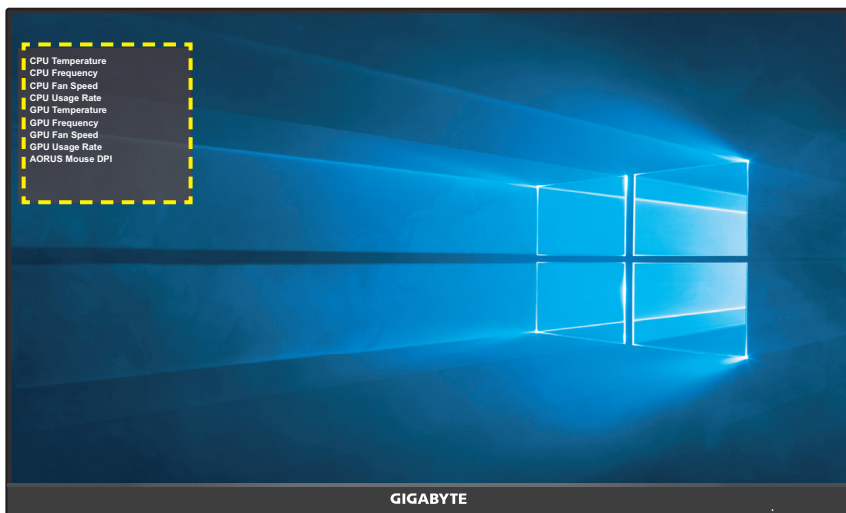 CPU Temperature
CPU Frequency
CPU Fan Speed
CPU Usage Rate
GPU Temperature
GPU Frequency
GPU Fan Speed
GPU Usage Rate
AORUS Mouse DPI
GIGABYTE